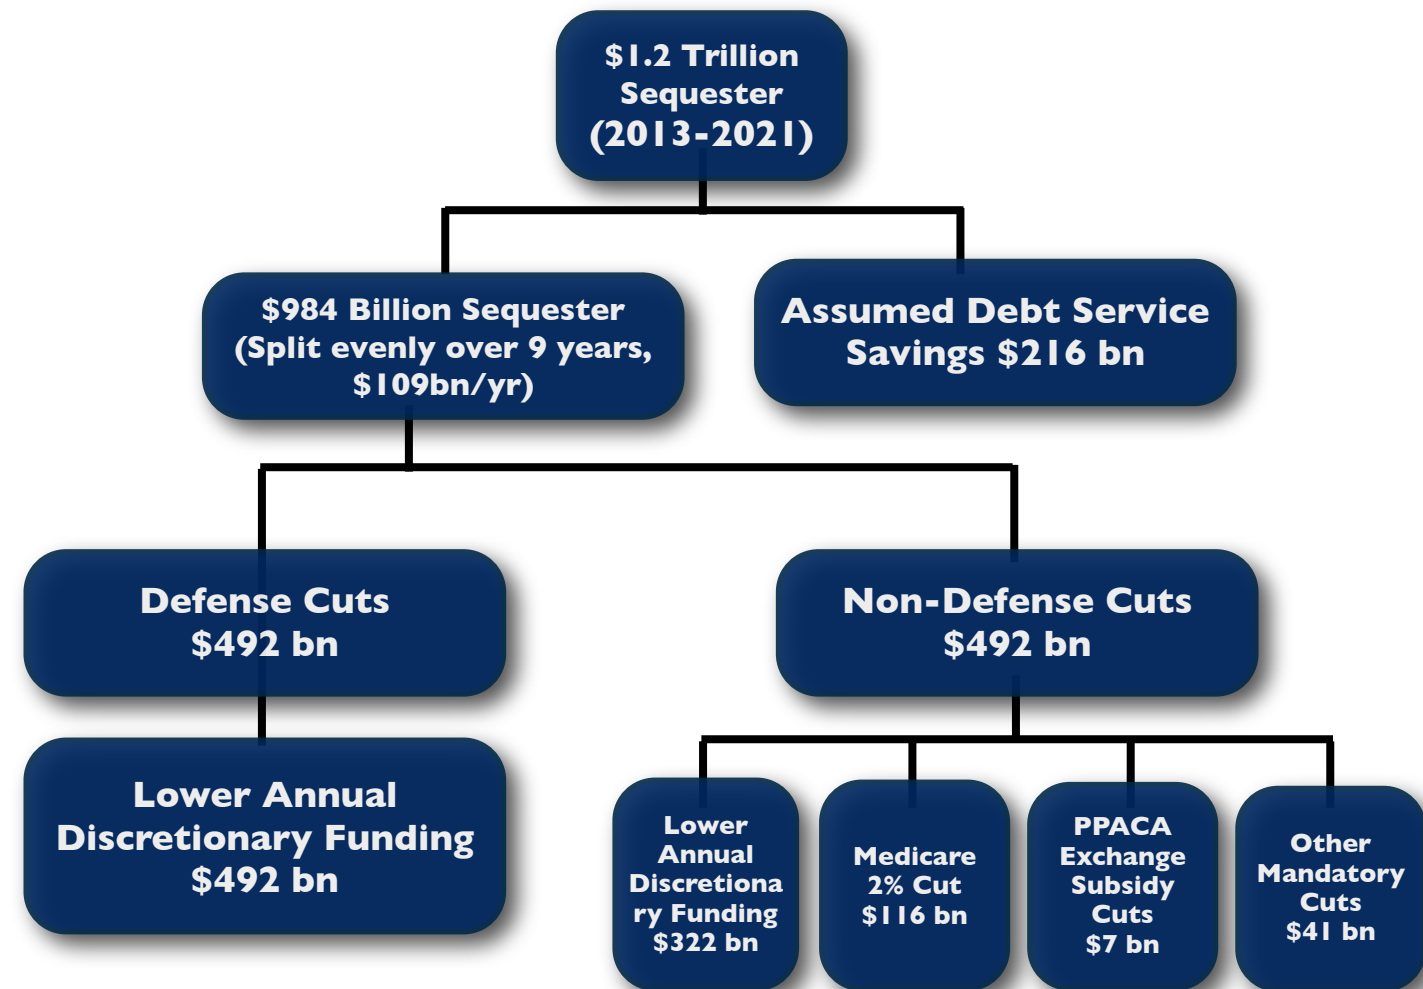 $1.2 Trillion
Sequester
(2013-2021)
$984 Billion Sequester
(Split evenly over 9 years,
$109bn/yr)
Assumed Debt Service
Savings $216 bn
Defense Cuts
$492 bn
Non-Defense Cuts
$492 bn
Lower Annual
Discretionary Funding
$492 bn
Lower
Annual
Discretiona
ry Funding
$322 bn
Medicare
2% Cut
$116 bn
PPACA
Exchange
Subsidy
Cuts
$7 bn
Other
Mandatory
Cuts
$41 bn